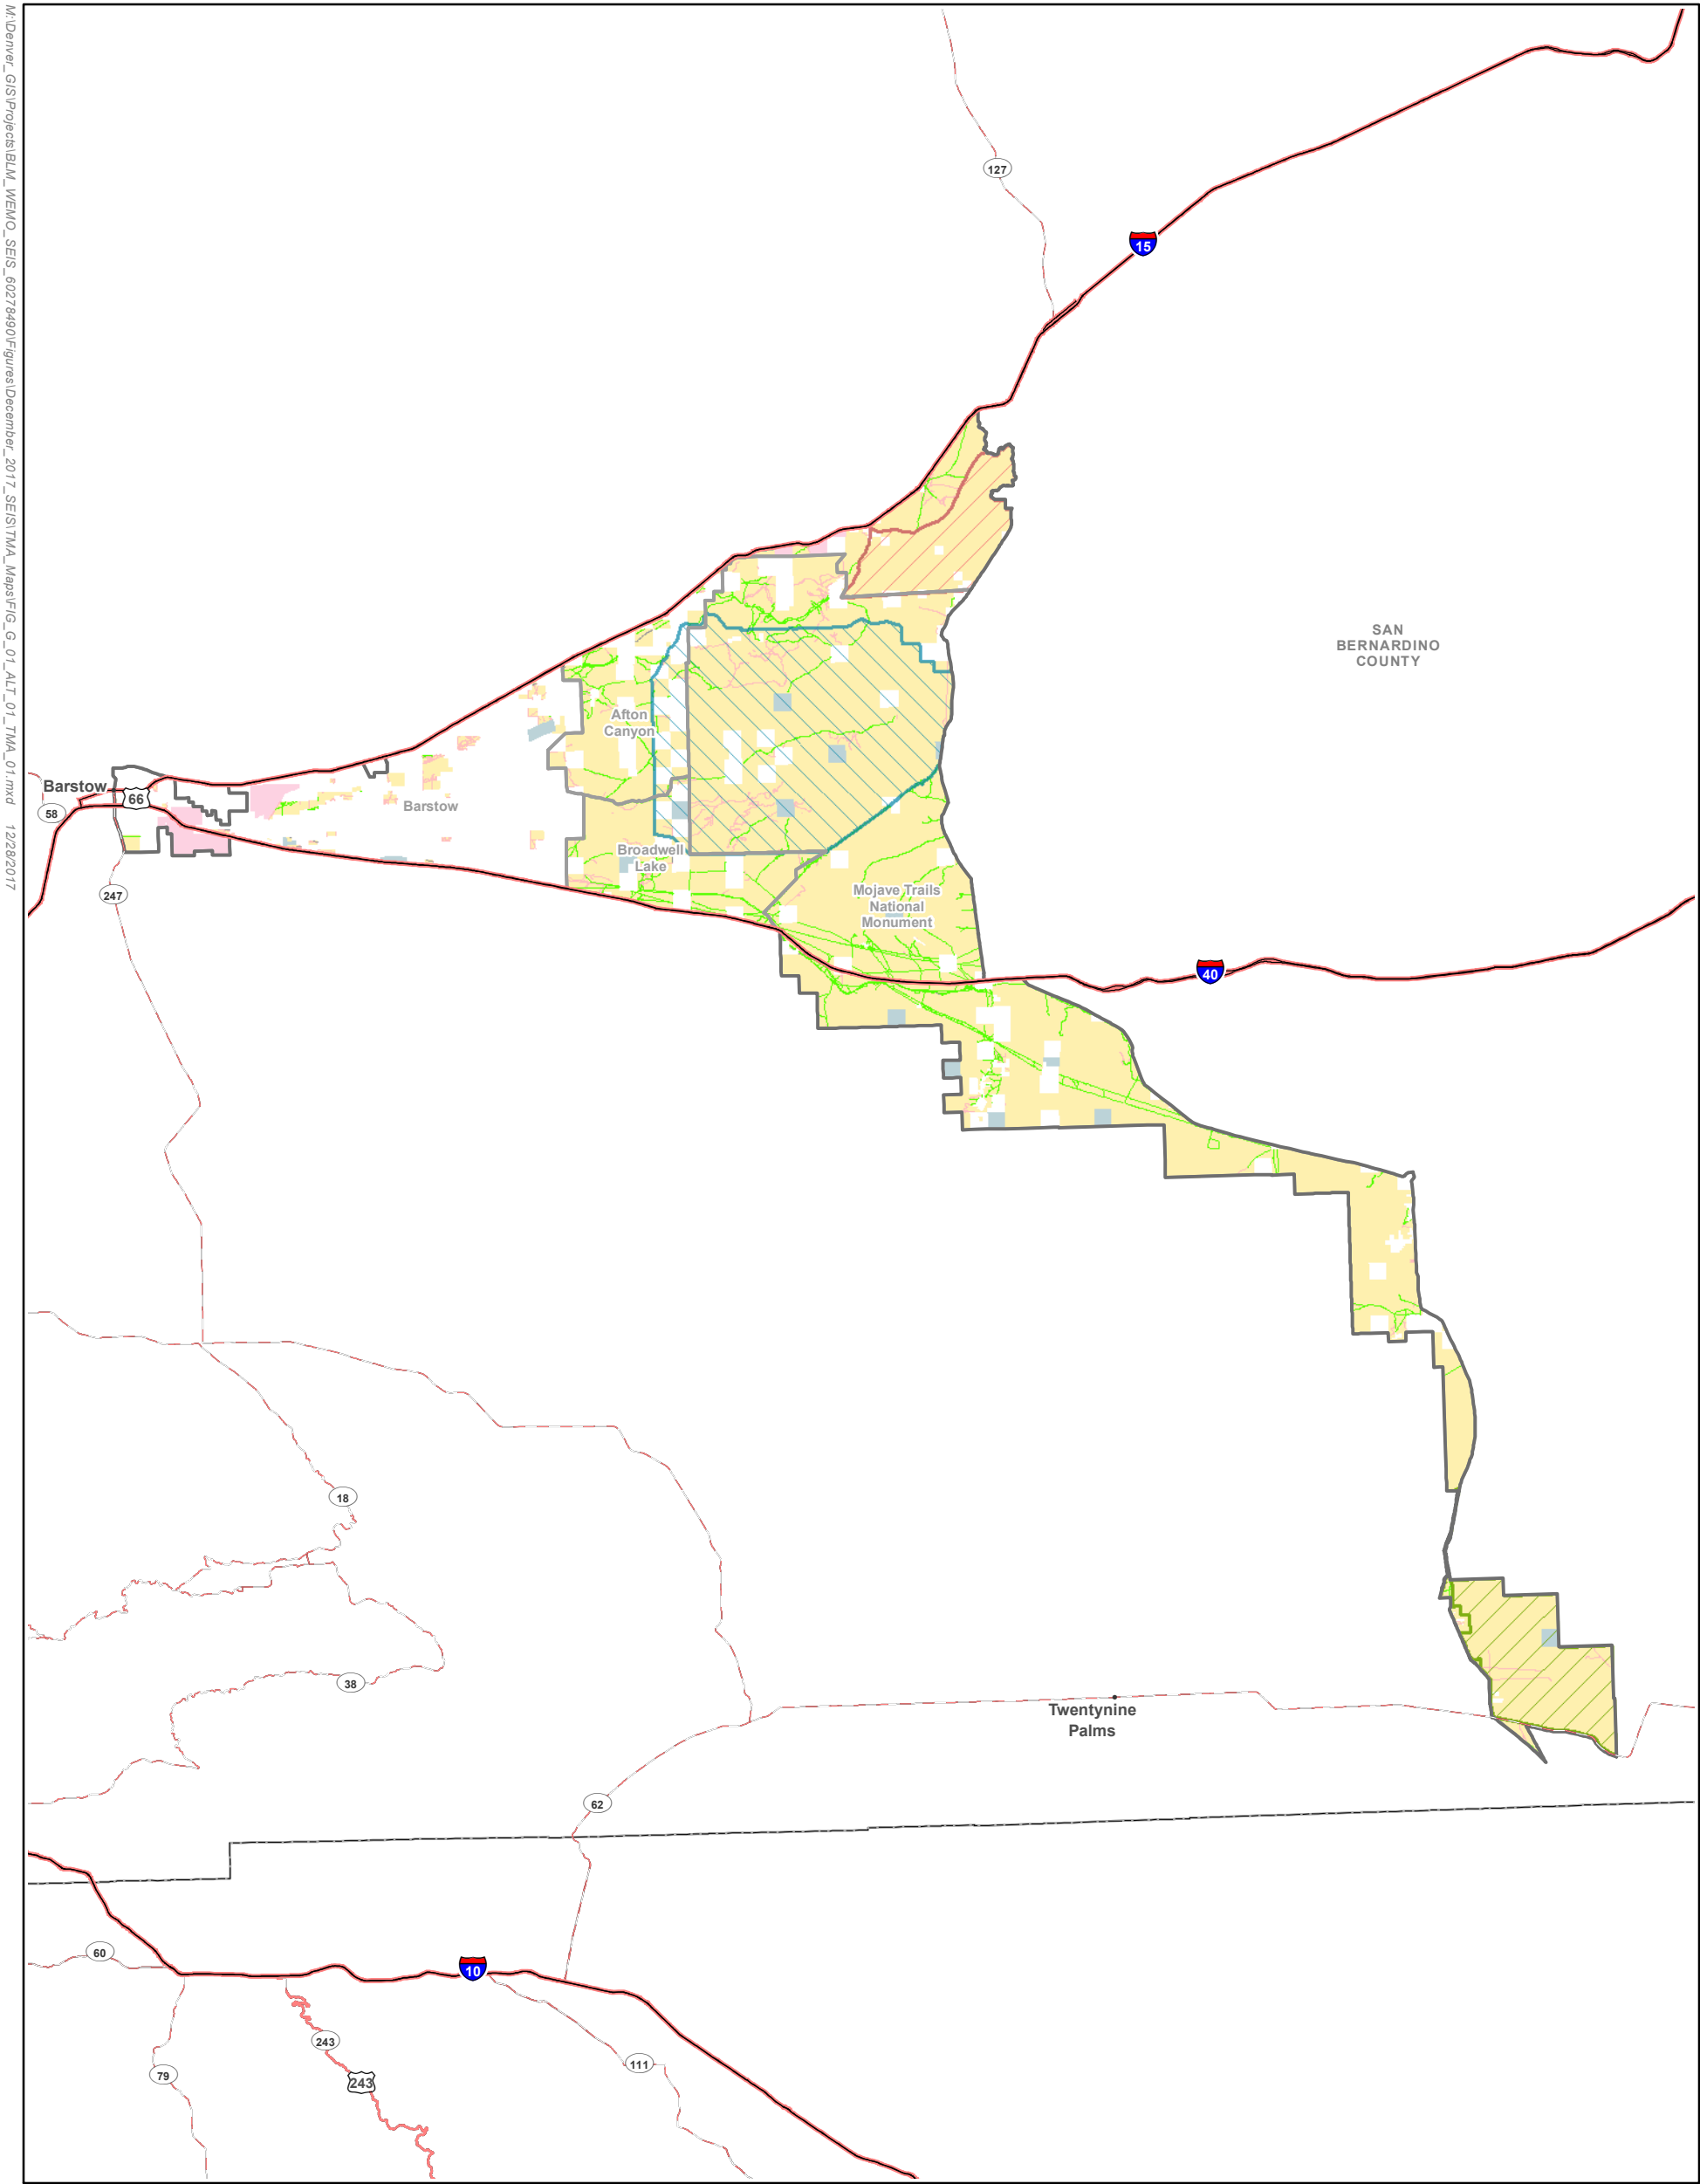 M:\Denver_GIS\Projects\BLM_WEMO_SEIS_60278490\Figures\December_2017_SEIS\TMA_Maps\FIG_G_01_ALT_01_TMA_01.mxd 12/28/2017
127
15
SAN
BERNARDINO
COUNTY
Afton
Canyon
Barstow
66
58
Barstow
Broadwell
Lake
Mojave Trails
National
Monument
247
40
18
38
Twentynine
Palms
62
60
10
243
243
111
79